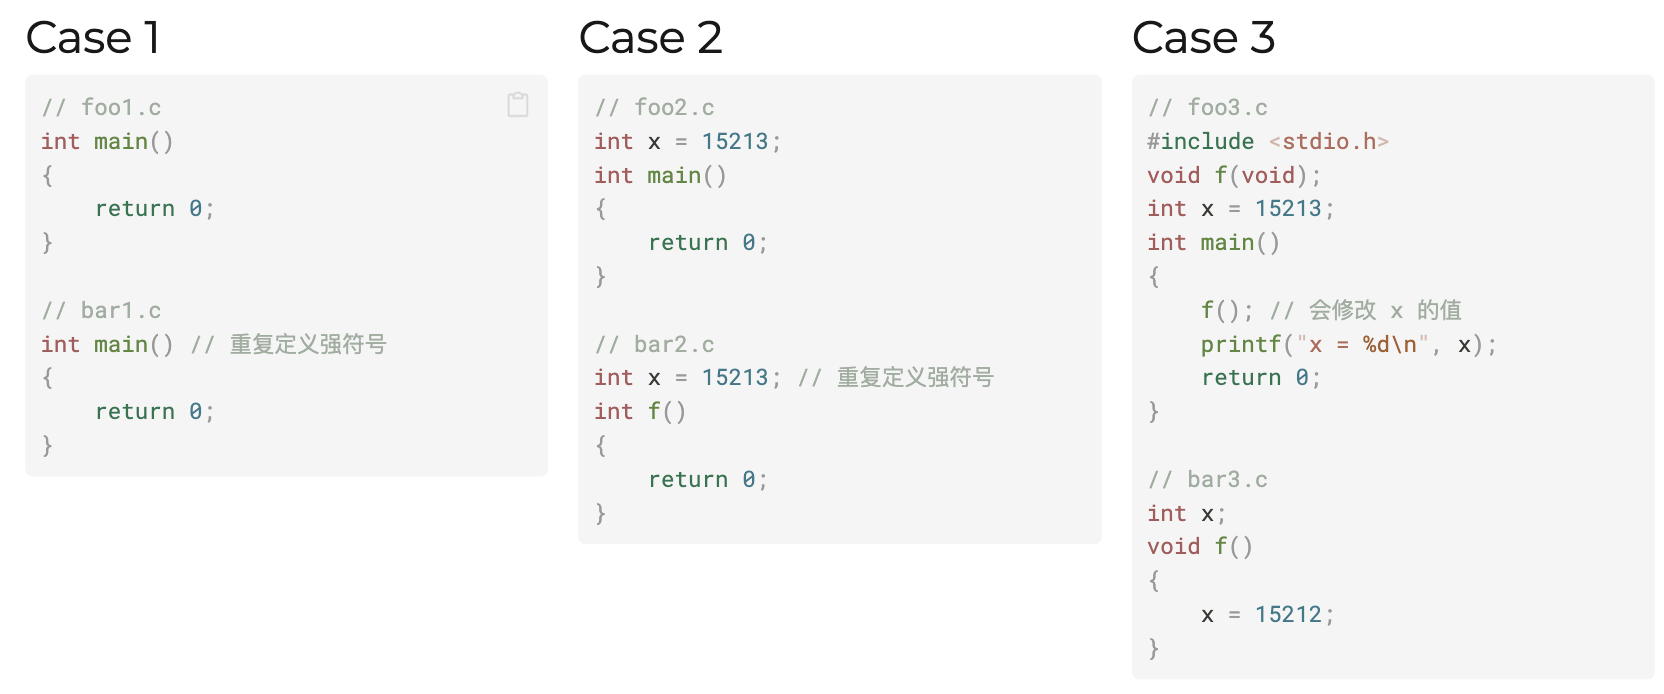 Case 1
// foo1.c
int main()
{
    return 0;
}

// bar1.c
int main() // 重复定义强符号
{
    return 0;
}

Case 2
// foo2.c
int x = 15213;
int main()
{
    return 0;
}

// bar2.c
int x = 15213; // 重复定义强符号
int f()
{
    return 0;
}

Case 3
// foo3.c
#include <stdio.h>
void f(void);
int x = 15213;
int main()
{
    f(); // 会修改 x 的值
    printf("x = %d\n", x);
    return 0;
}

// bar3.c
int x;
void f()
{
    x = 15212;
}